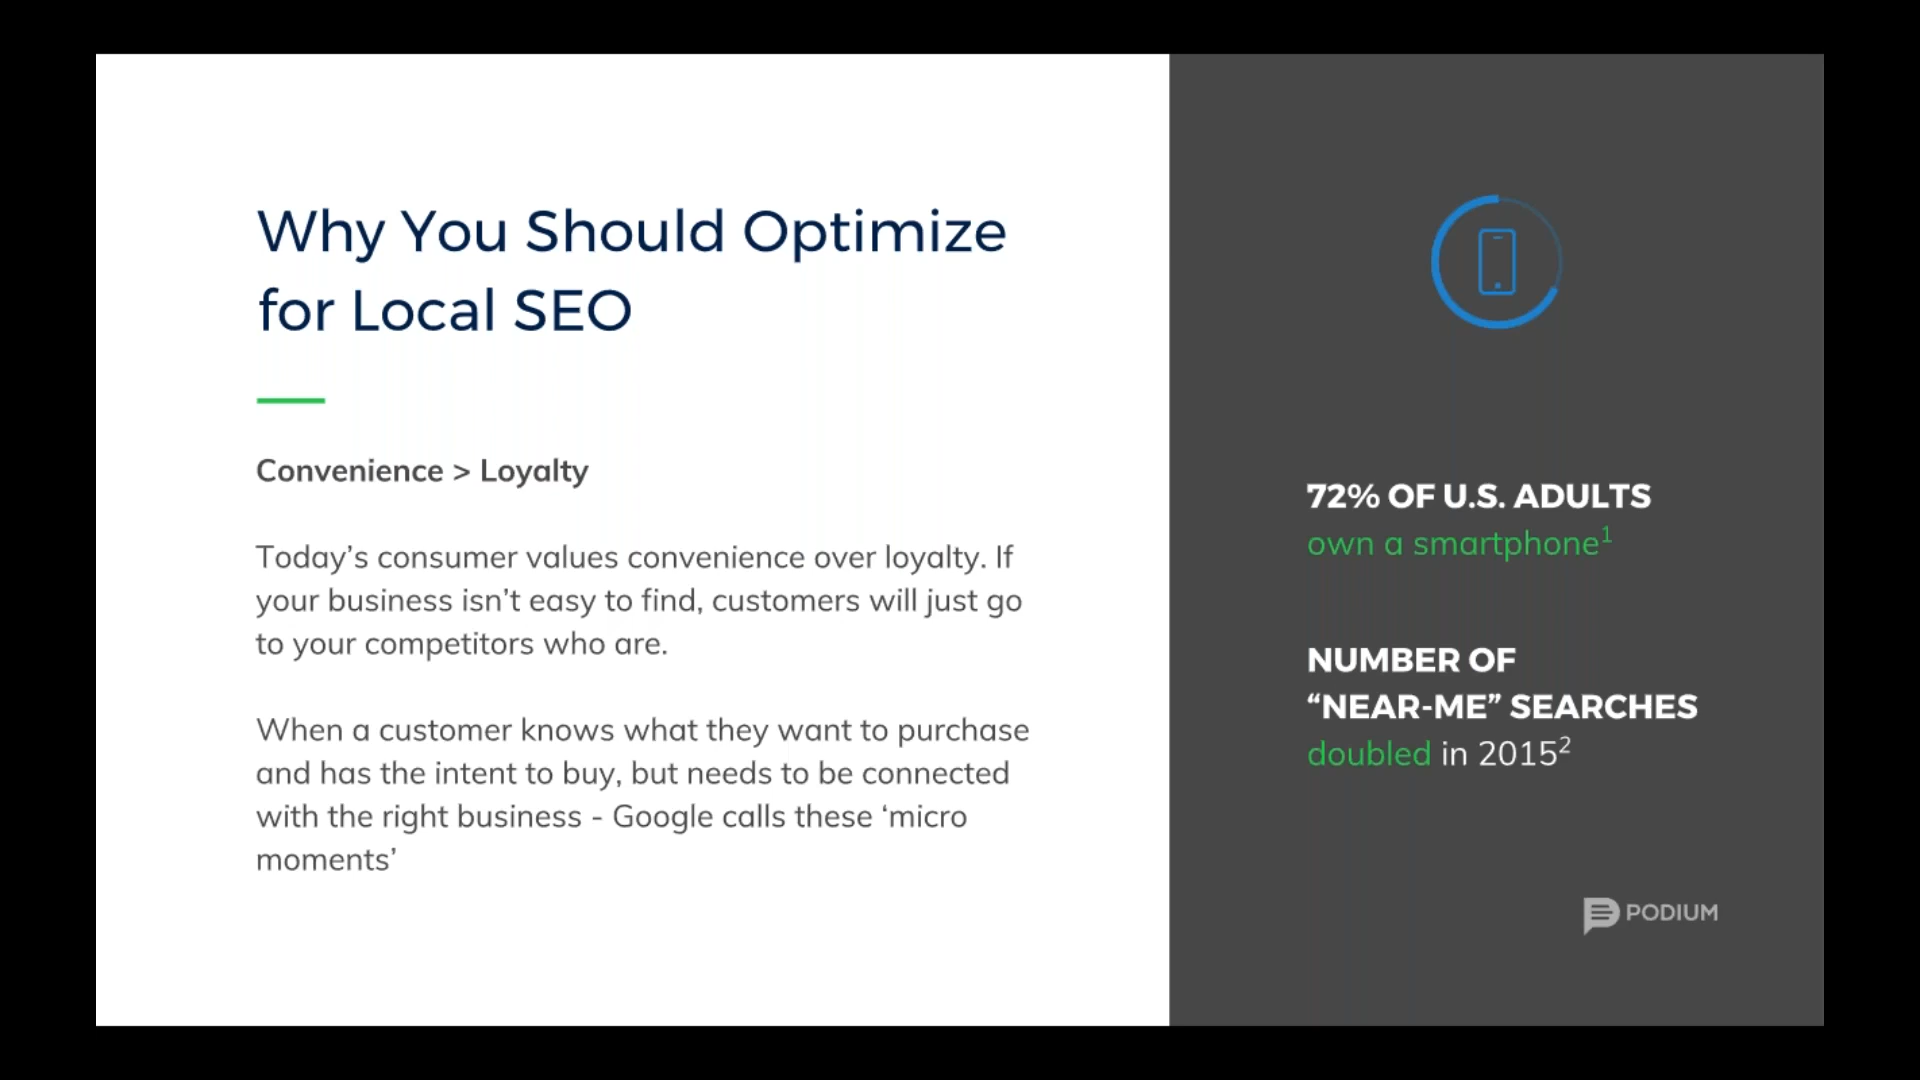 Why You Should Optimize
for Local SEO
Convenience > Loyalty
Today’s consumer values convenience over loyalty. If
your business isn’t easy to find, customers will just go
to your competitors who are.
When a customer knows what they want to purchase
and has the intent to buy, but needs to be connected
with the right business - Google calls these ‘micro
moments’
72% OF U.S. ADULTS
own a smartphone¹
NUMBER OF
“NEAR-ME” SEARCHES
doubled in 2015²
PODIUM